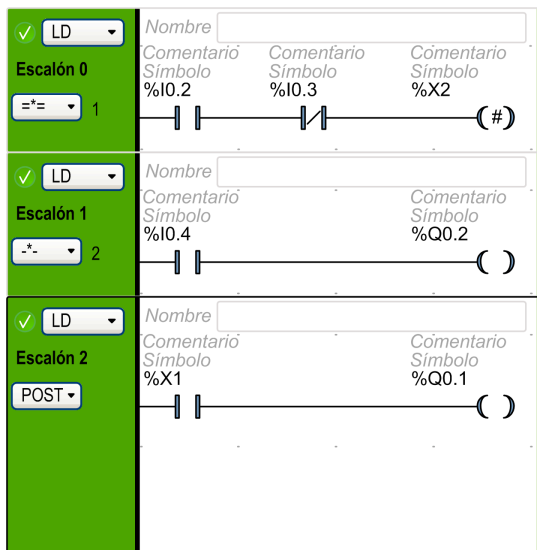 LD
Nombre
Escalón 0
Comentario Comentario Comentario
Símbolo Símbolo Símbolo
%I0.2 %I0.3 %X2
=*= 1
(#)
LD
Nombre
Escalón 1
Comentario Comentario
Símbolo Símbolo
%I0.4 %Q0.2
-*- 2
LD
Nombre
Escalón 2
Comentario Comentario
Símbolo Símbolo
%X1 %Q0.1
POST